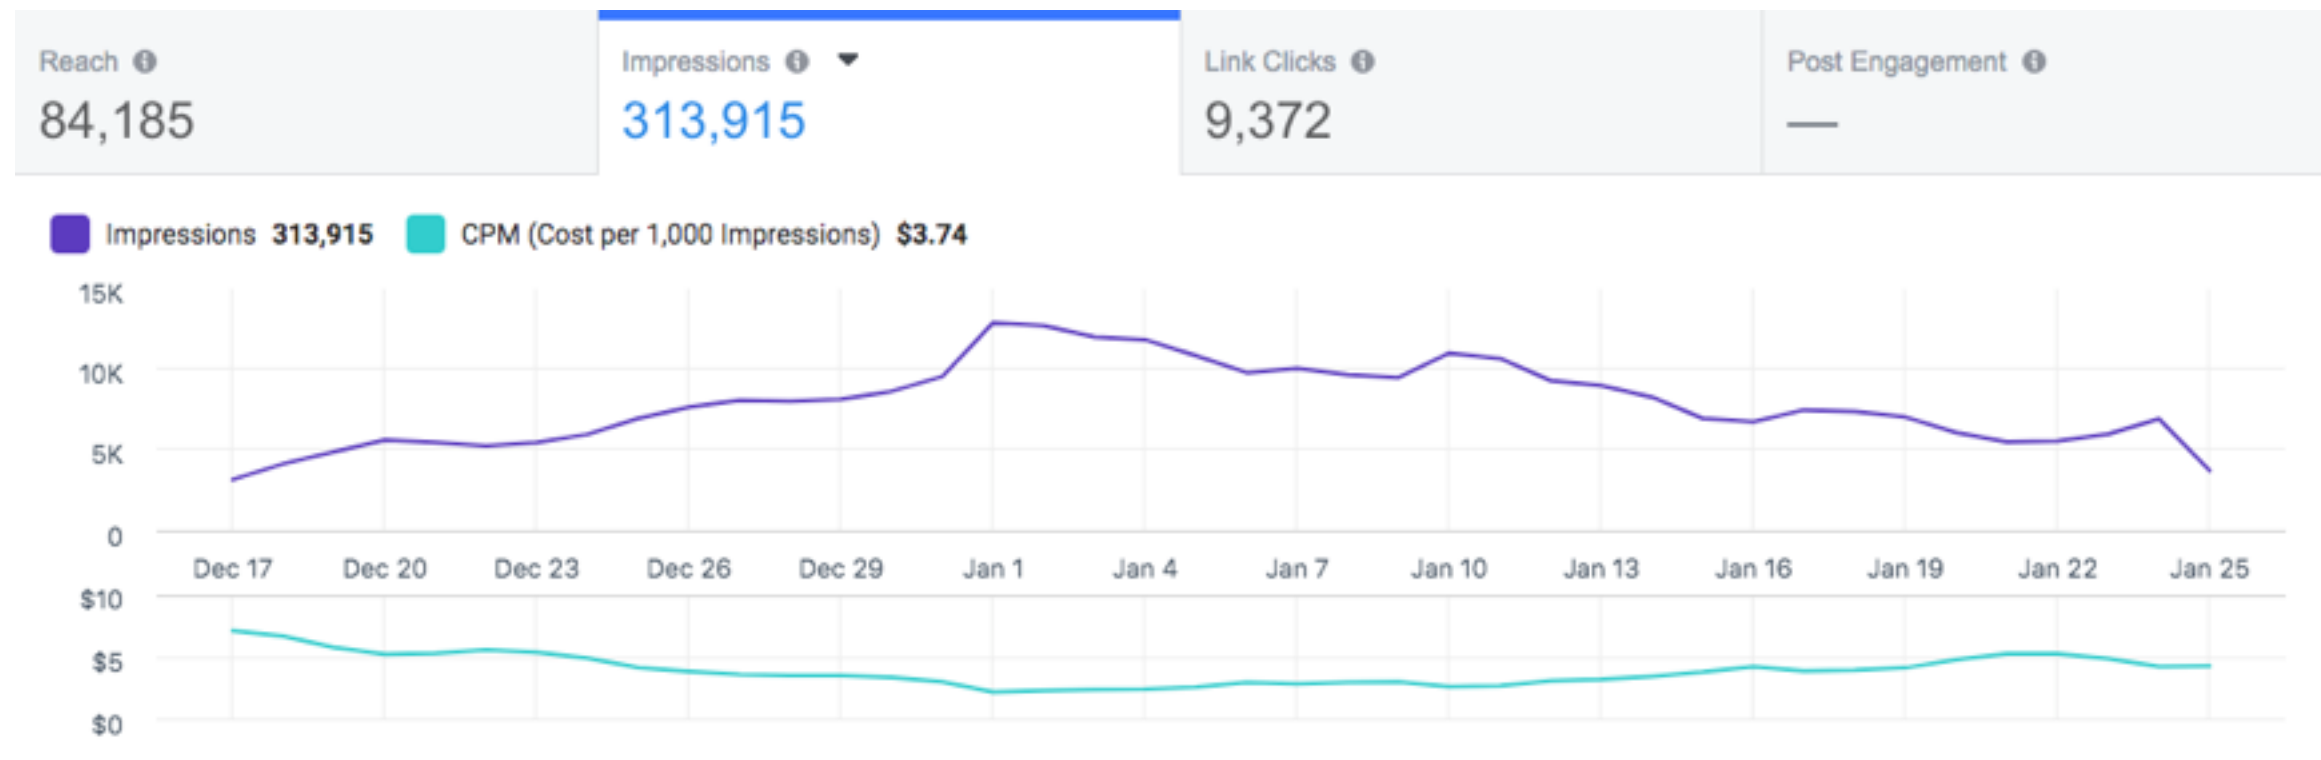 Reach Impressions Link Clicks Post Engagement
84,185 313,915 9,372 —
Impressions 313,915 CPM (Cost per 1,000 Impressions) $3.74
15K
10K
5K
0
Dec 17 Dec 20 Dec 23 Dec 26 Dec 29 Jan 1 Jan 4 Jan 7 Jan 10 Jan 13 Jan 16 Jan 19 Jan 22 Jan 25
$10
$5
$0